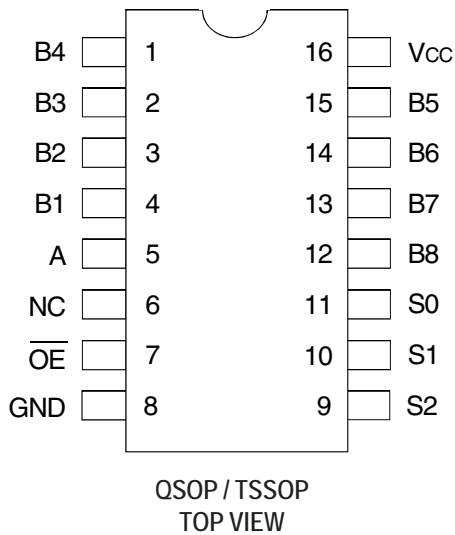 B4 1 16 VCC
B3 2 15 B5
B2 3 14 B6
B1 4 13 B7
A 5 12 B8
NC 6 11 S0
O̅E̅ 7 10 S1
GND 8 9 S2
QSOP / TSSOP
TOP VIEW